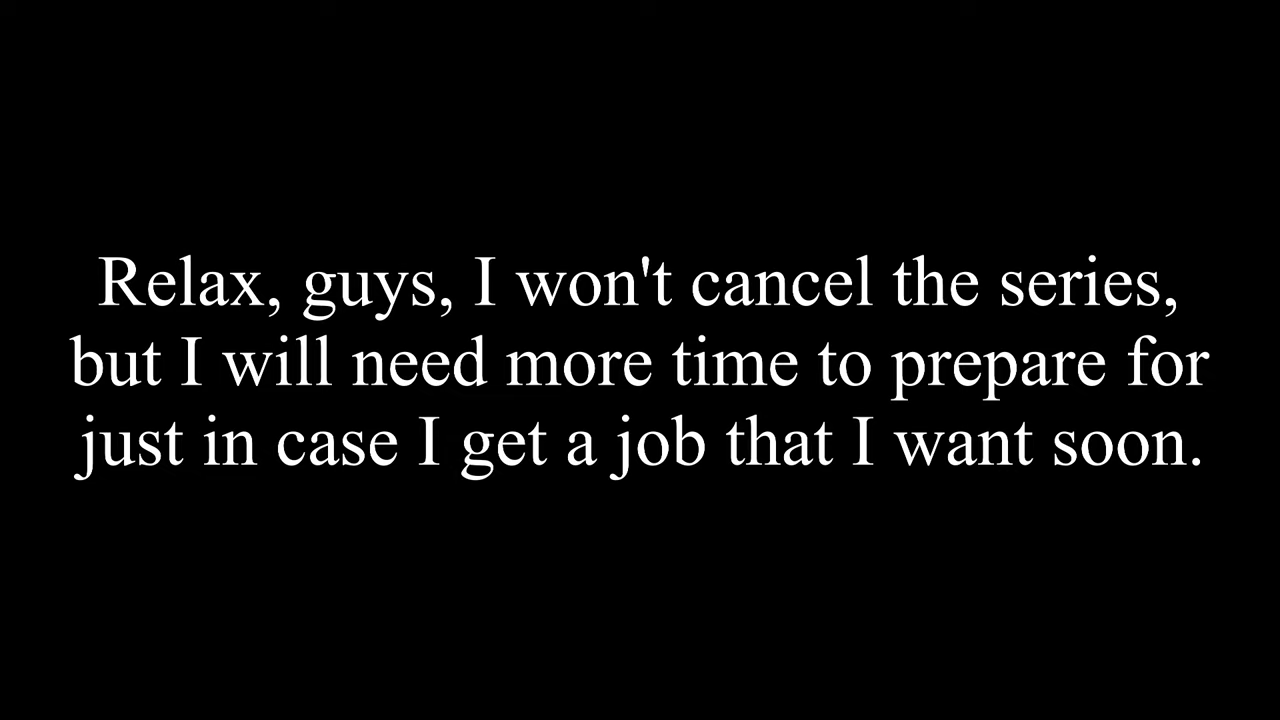 Relax, guys, I won't cancel the series,
but I will need more time to prepare for
just in case I get a job that I want soon.